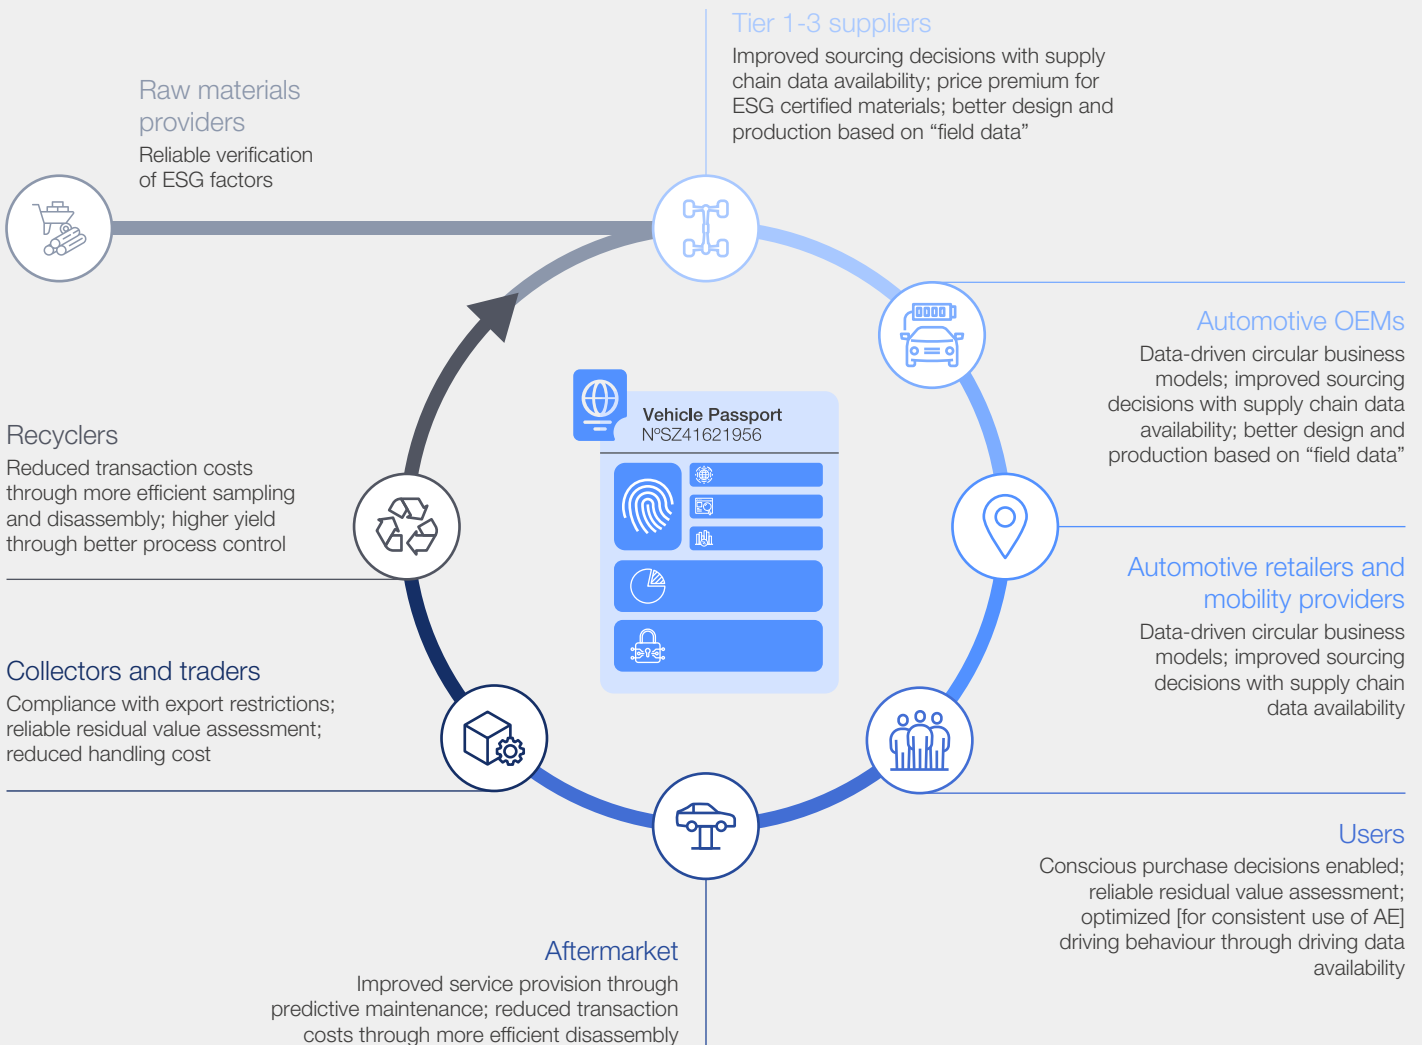 Tier 1-3 suppliers
Improved sourcing decisions with supply
chain data availability; price premium for
ESG certified materials; better design and
production based on “field data”
Raw materials
providers
Reliable verification
of ESG factors
Automotive OEMs
Data-driven circular business
models; improved sourcing
decisions with supply chain data
availability; better design and
production based on “field data”
Vehicle Passport
NºSZ41621956
Recyclers
Reduced transaction costs
through more efficient sampling
and disassembly; higher yield
through better process control
Automotive retailers and
mobility providers
Data-driven circular business
models; improved sourcing
decisions with supply chain
data availability
Collectors and traders
Compliance with export restrictions;
reliable residual value assessment;
reduced handling cost
Users
Conscious purchase decisions enabled;
reliable residual value assessment;
optimized [for consistent use of AE]
driving behaviour through driving data
availability
Aftermarket
Improved service provision through
predictive maintenance; reduced transaction
costs through more efficient disassembly